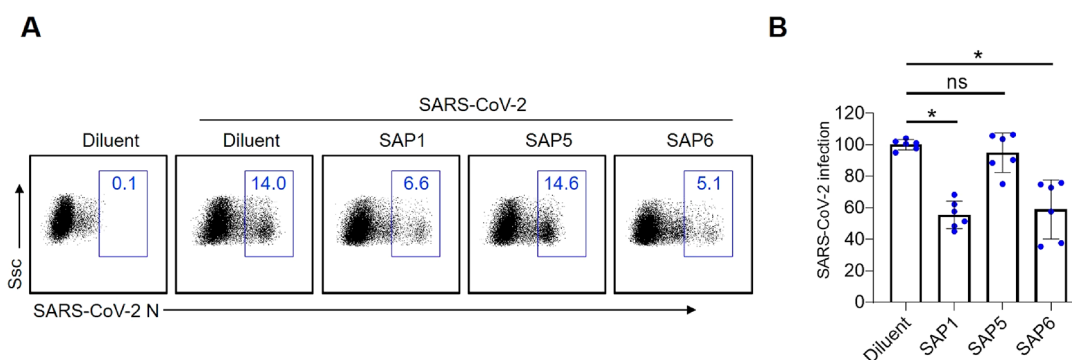 A
SARS-CoV-2
Diluent Diluent SAP1 SAP5 SAP6
0.1 14.0 6.6 14.6 5.1
Ssc
SARS-CoV-2 N
B
*
ns
*
SARS-CoV-2 infection
120
100
80
60
40
20
0
Diluent SAP1 SAP5 SAP6